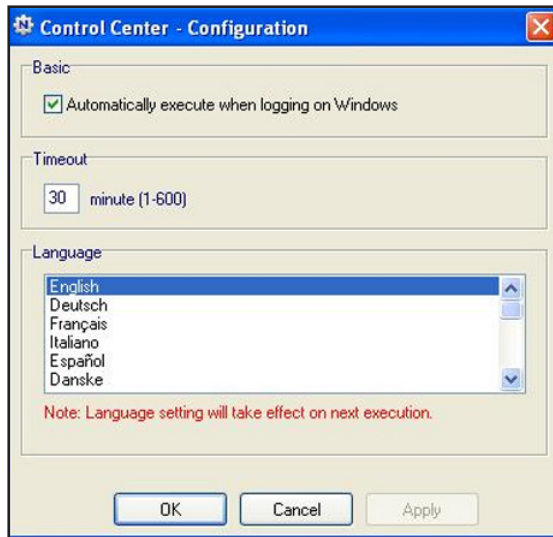 Control Center - Configuration
Basic
Automatically execute when logging on Windows
Timeout
30 minute (1-600)
Language
English
Deutsch
Français
Italiano
Español
Danske
Note: Language setting will take effect on next execution.
OK Cancel Apply